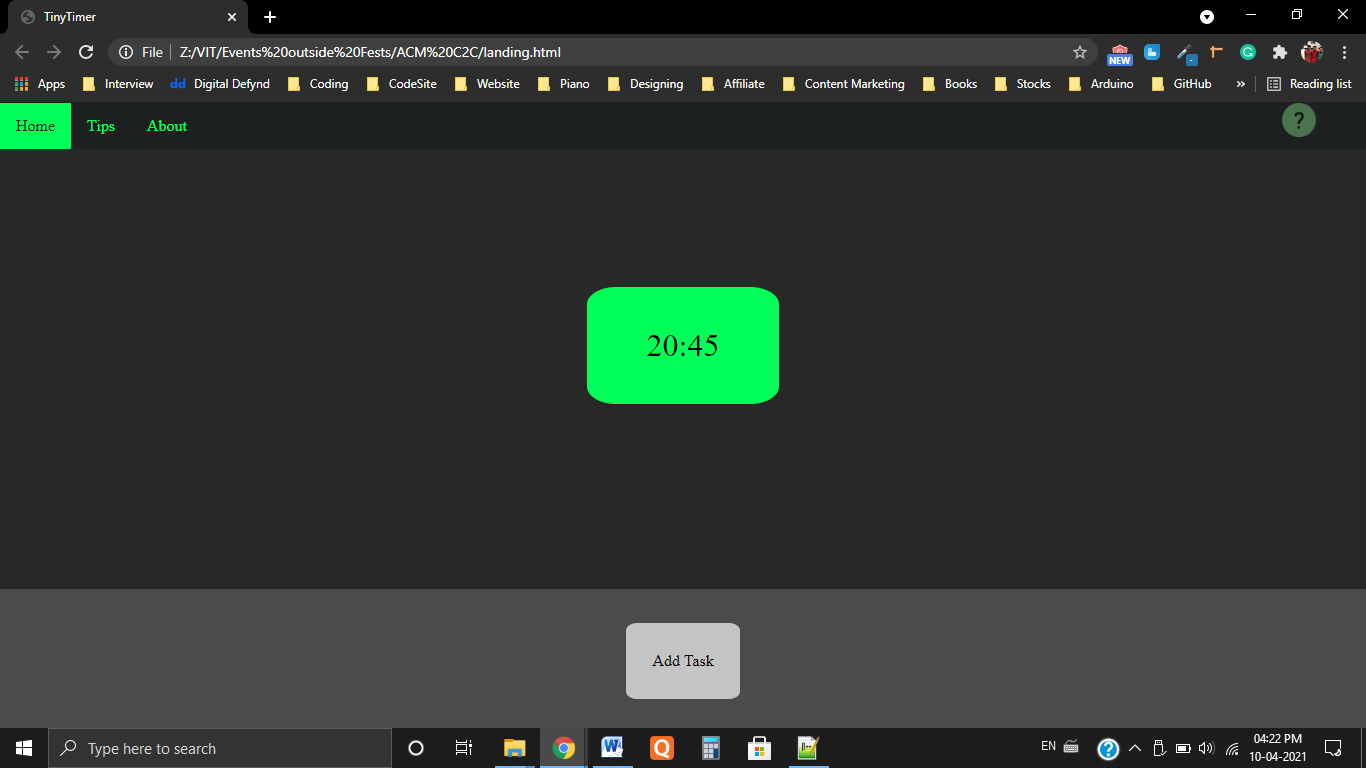 TinyTimer
File Z:/VIT/Events%20outside%20Fests/ACM%20C2C/landing.html
NEW
G
Apps Interview dd Digital Defynd Coding CodeSite Website Piano Designing Affiliate Content Marketing Books Stocks Arduino GitHub » Reading list
Home Tips About ?
20:45
Add Task
Type here to search
W Q EN ? 04:22 PM
10-04-2021